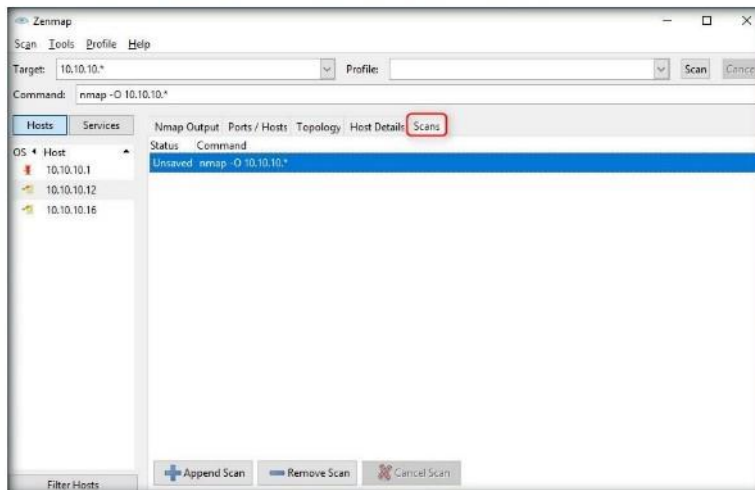 Zenmap
Scan Tools Profile Help
Target: 10.10.10.* Profile: Scan Cancel
Command: nmap -O 10.10.10.*
Hosts Services
Nmap Output Ports / Hosts Topology Host Details Scans
OS Host
Status Command
Unsaved nmap -O 10.10.10.*
10.10.10.1
10.10.10.12
10.10.10.16
Append Scan Remove Scan Cancel Scan
Filter Hosts